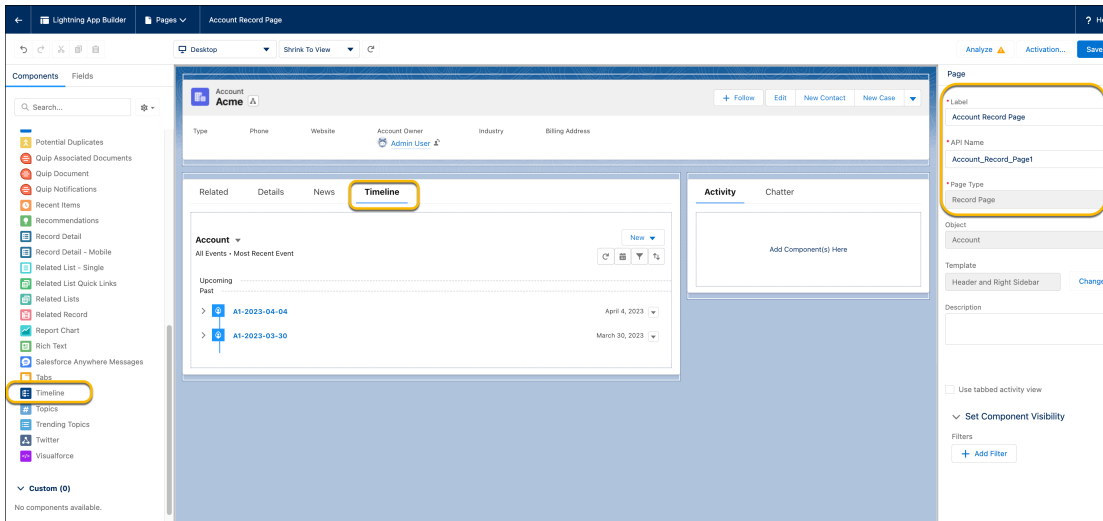 Lightning App Builder
Pages
Account Record Page
? He
Desktop
Shrink To View
Analyze
Activation...
Save
Components
Fields
Search...
Potential Duplicates
Quip Associated Documents
Quip Document
Quip Notifications
Recent Items
Recommendations
Record Detail
Record Detail - Mobile
Related List - Single
Related List Quick Links
Related Lists
Related Record
Report Chart
Rich Text
Salesforce Anywhere Messages
Tabs
Timeline
Topics
Trending Topics
Twitter
Visualforce
Custom (0)
No components available.
Account
Acme
+ Follow
Edit
New Contact
New Case
Type
Phone
Website
Account Owner
Industry
Billing Address
Admin User
Related
Details
News
Timeline
Account
New
All Events • Most Recent Event
Upcoming
Past
A1-2023-04-04
April 4, 2023
A1-2023-03-30
March 30, 2023
Activity
Chatter
Add Component(s) Here
Page
* Label
Account Record Page
* API Name
Account_Record_Page1
* Page Type
Record Page
Object
Account
Template
Header and Right Sidebar
Change
Description
Use tabbed activity view
Set Component Visibility
Filters
+ Add Filter